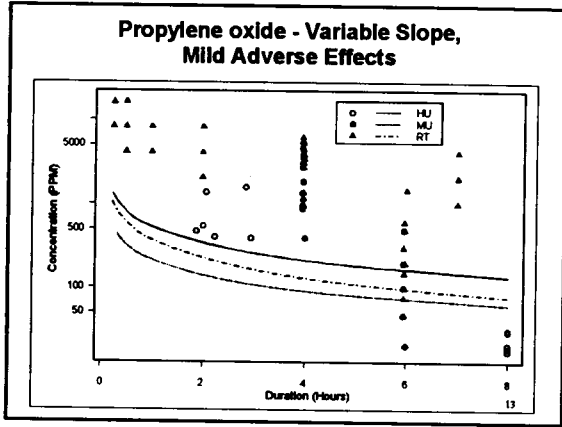 Propylene oxide - Variable Slope,
Mild Adverse Effects
HU
MU
RT
Concentration (PPM)
5000
500
100
50
0
2
4
6
8
Duration (Hours)
13